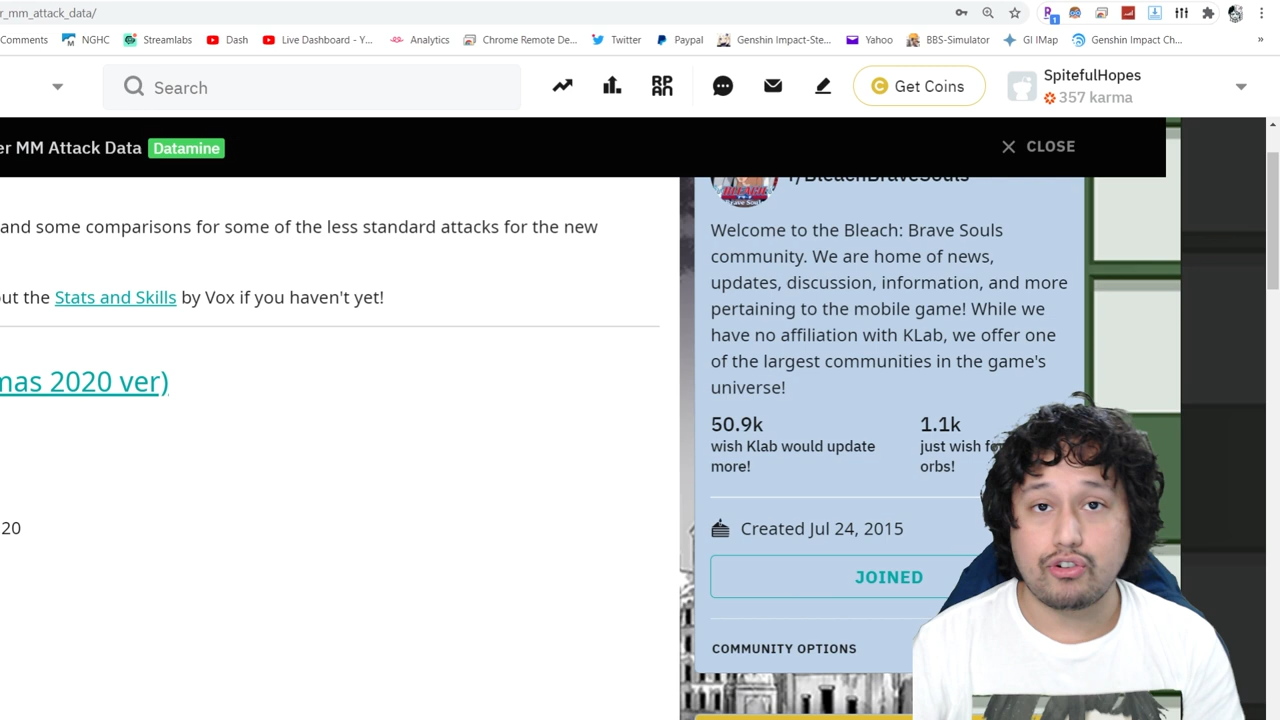 r_mm_attack_data/
Comments NGHC Streamlabs Dash Live Dashboard - Y... Analytics Chrome Remote De... Twitter Paypal Genshin Impact-Ste... Yahoo BBS-Simulator GI IMap Genshin Impact Ch... »
Search
RPAN
Get Coins
SpitefulHopes
357 karma
er MM Attack Data Datamine
CLOSE
r/BleachBraveSouls
and some comparisons for some of the less standard attacks for the new
out the Stats and Skills by Vox if you haven't yet!
mas 2020 ver)
20
Welcome to the Bleach: Brave Souls
community. We are home of news,
updates, discussion, information, and more
pertaining to the mobile game! While we
have no affiliation with KLab, we offer one
of the largest communities in the game's
universe!
50.9k
wish Klab would update
more!
1.1k
just wish
orbs!
Created Jul 24, 2015
JOINED
COMMUNITY OPTIONS